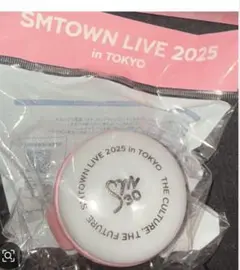 SMTOWN LIVE 2025
in TOKYO
SMTOWN LIVE 2025 in TOKYO
THE CULTURE, THE FUTURE
SM
30